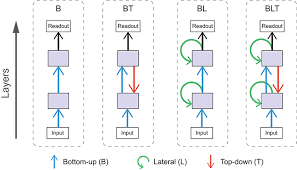 B BT BL BLT
Readout Readout Readout Readout
Layers
Input Input Input Input
Bottom-up (B) Lateral (L) Top-down (T)